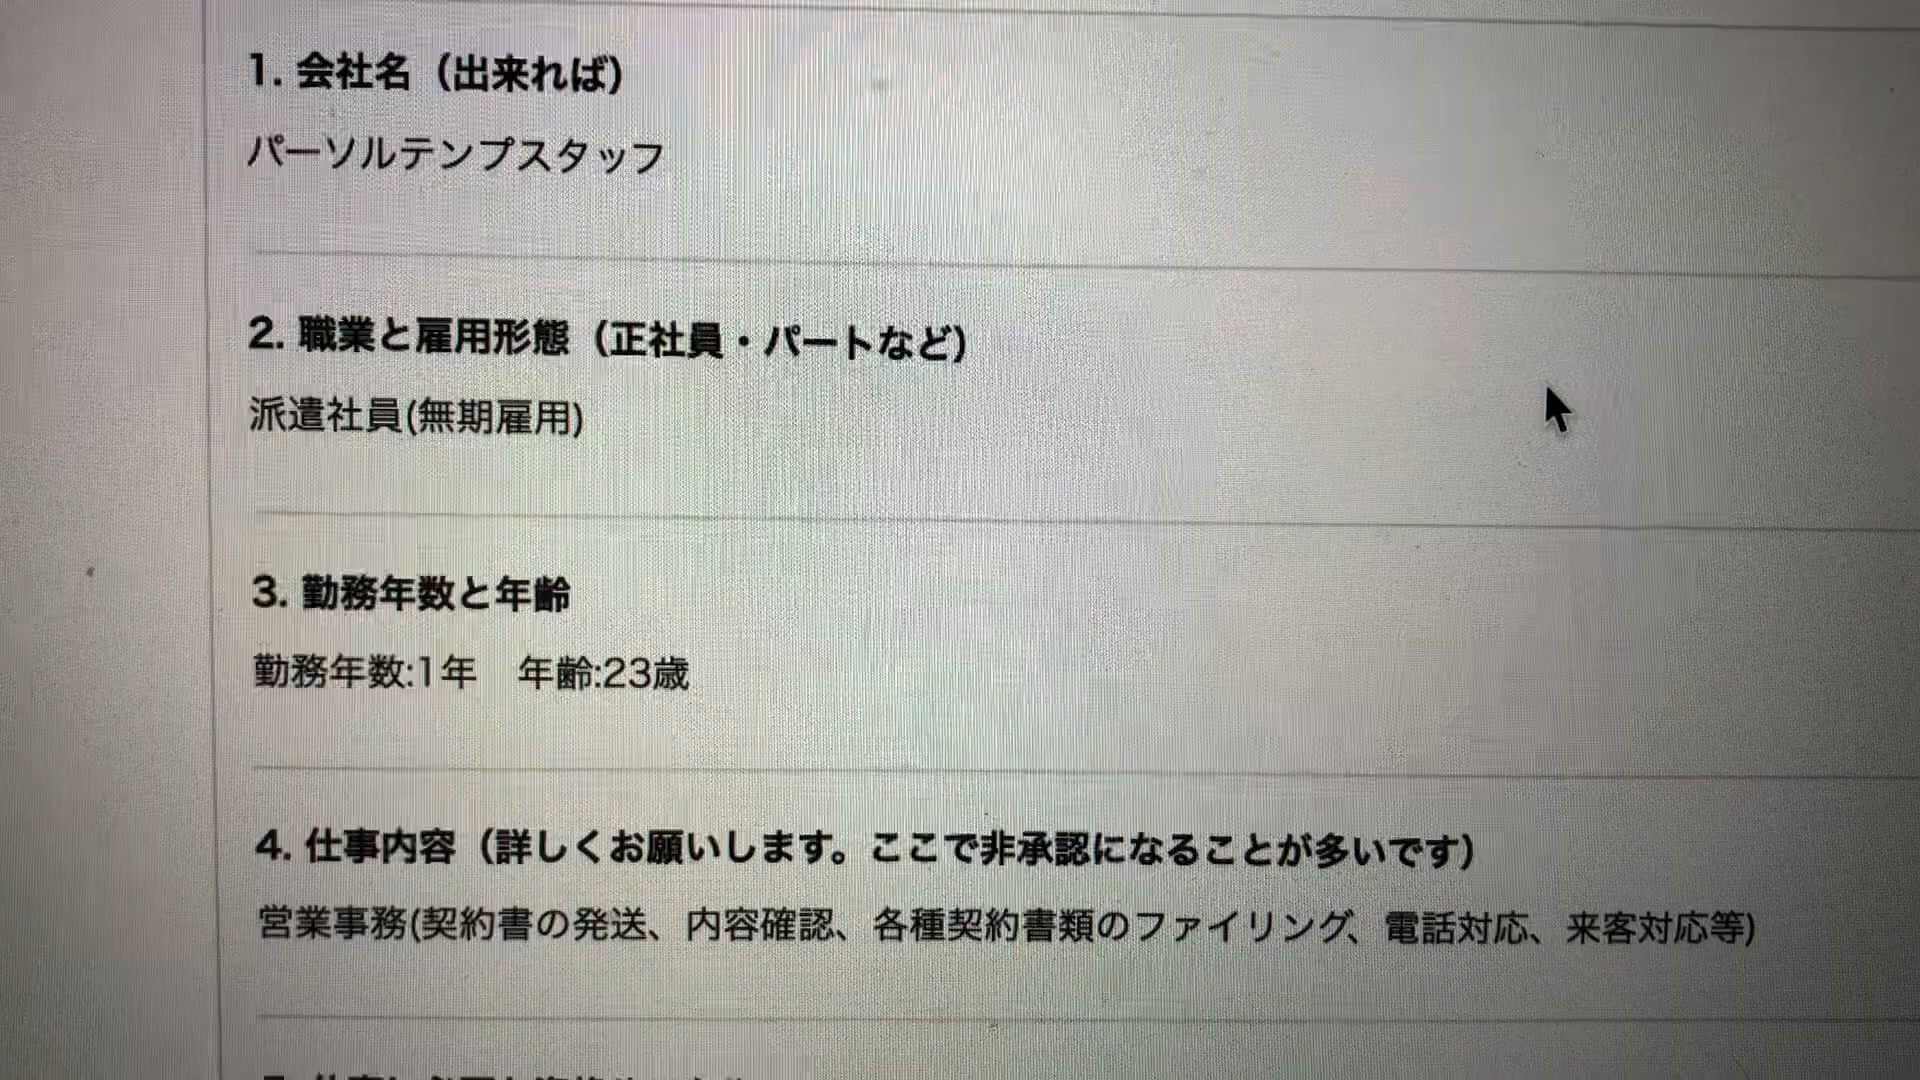 1. 会社名（出来れば）
パーソルテンプスタッフ
2. 職業と雇用形態（正社員・パートなど）
派遣社員(無期雇用)
3. 勤務年数と年齢
勤務年数:1年　年齢:23歳
4. 仕事内容（詳しくお願いします。ここで非承認になることが多いです）
営業事務(契約書の発送、内容確認、各種契約書類のファイリング、電話対応、来客対応等)